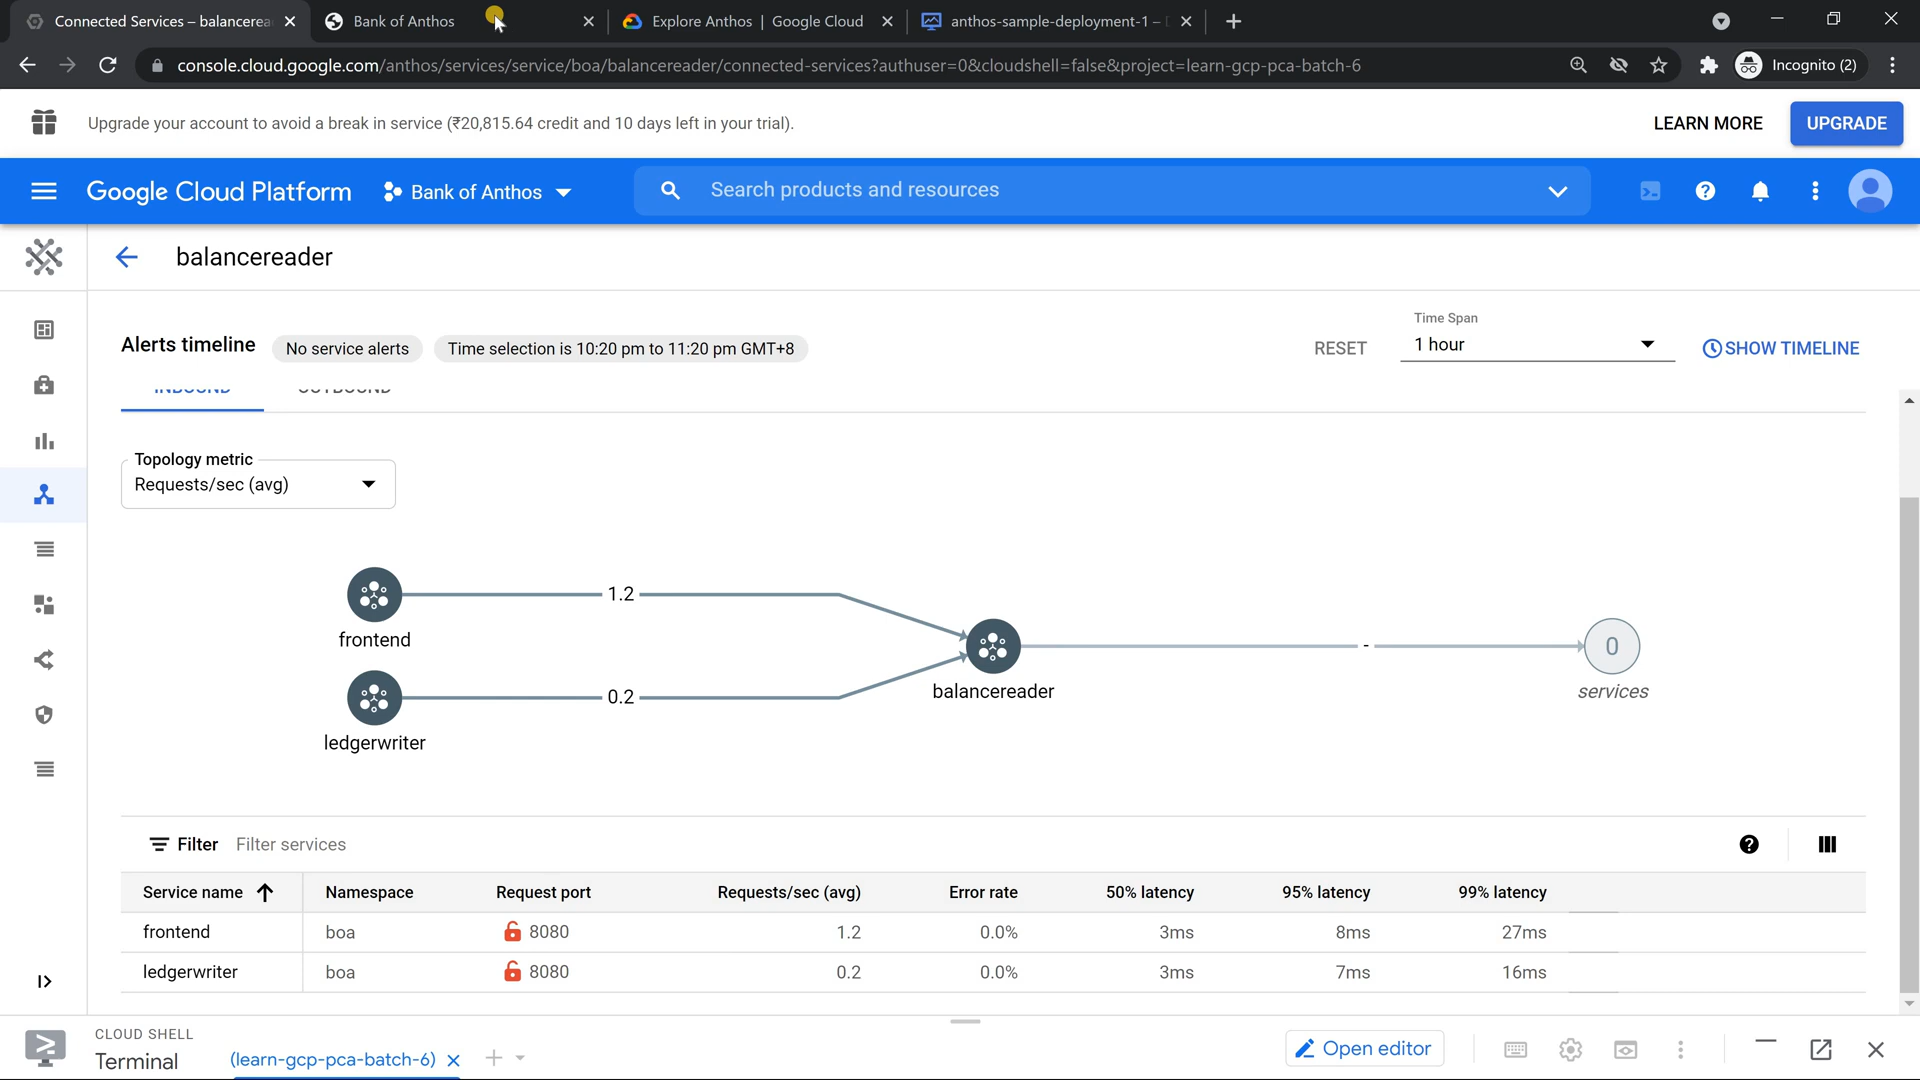 Connected Services – balancerea
Bank of Anthos
Explore Anthos | Google Cloud
anthos-sample-deployment-1 –
console.cloud.google.com/anthos/services/service/boa/balancereader/connected-services?authuser=0&cloudshell=false&project=learn-gcp-pca-batch-6
Incognito (2)
Upgrade your account to avoid a break in service (₹20,815.64 credit and 10 days left in your trial).
LEARN MORE
UPGRADE
Google Cloud Platform
Bank of Anthos
Search products and resources
balancereader
Alerts timeline
No service alerts
Time selection is 10:20 pm to 11:20 pm GMT+8
RESET
Time Span
1 hour
SHOW TIMELINE
INBOUND
OUTBOUND
Topology metric
Requests/sec (avg)
frontend
1.2
ledgerwriter
0.2
balancereader
-
0
services
Filter
Filter services
Service name Namespace Request port Requests/sec (avg) Error rate 50% latency 95% latency 99% latency
frontend boa 8080 1.2 0.0% 3ms 8ms 27ms
ledgerwriter boa 8080 0.2 0.0% 3ms 7ms 16ms
CLOUD SHELL
Terminal
(learn-gcp-pca-batch-6)
Open editor